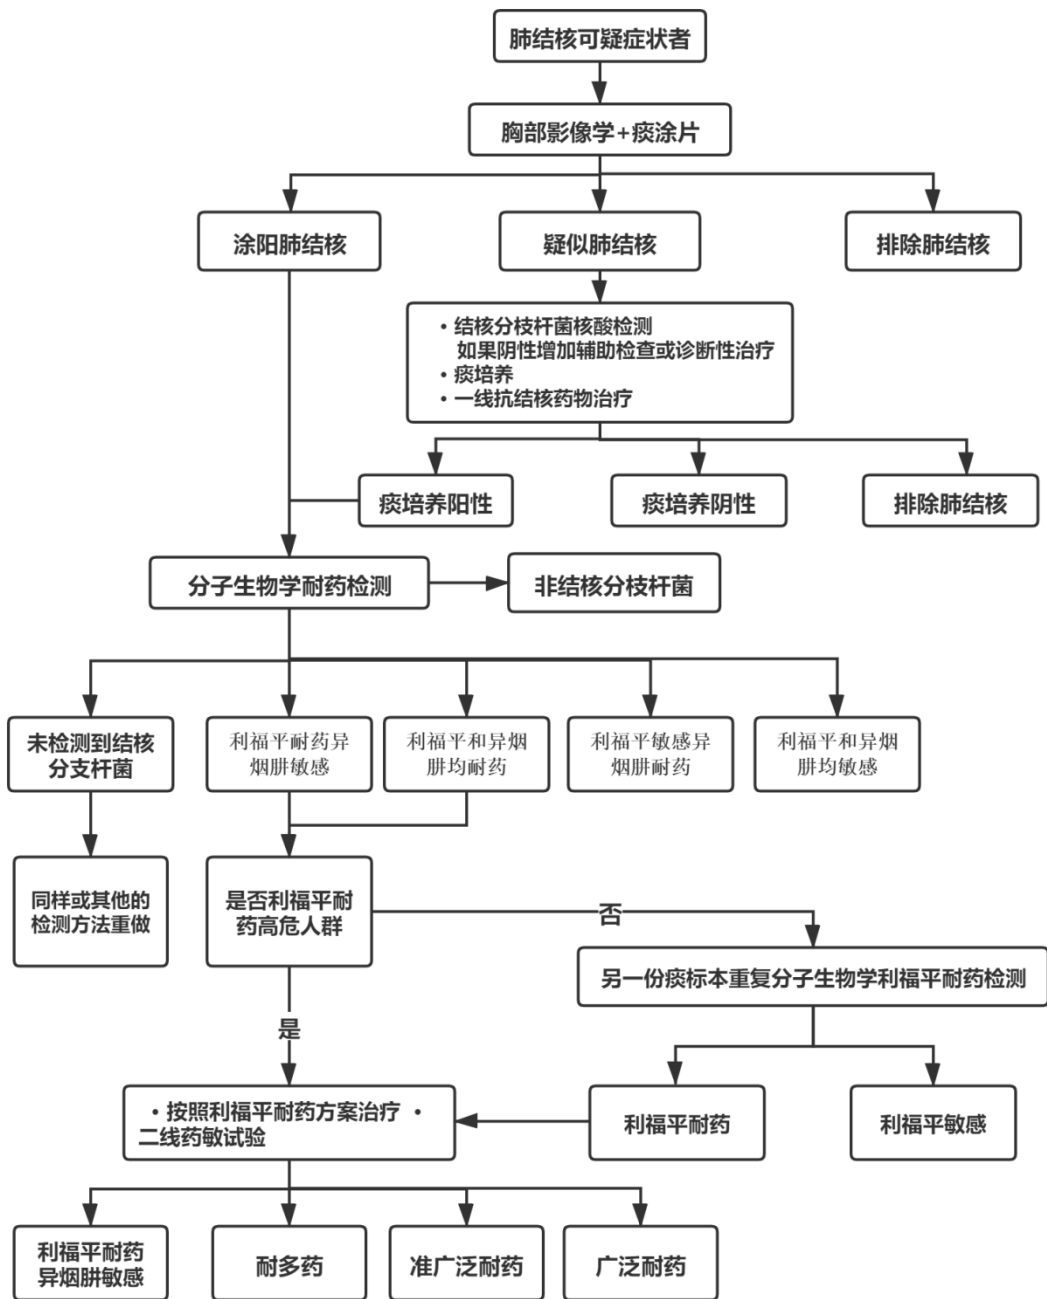 肺结核可疑症状者
胸部影像学+痰涂片
涂阳肺结核
疑似肺结核
排除肺结核
•结核分枝杆菌核酸检测
如果阴性增加辅助检查或诊断性治疗
•痰培养
•一线抗结核药物治疗
痰培养阳性
痰培养阴性
排除肺结核
分子生物学耐药检测
非结核分枝杆菌
未检测到结核
分支杆菌
利福平耐药异
烟肼敏感
利福平和异烟
肼均耐药
利福平敏感异
烟肼耐药
利福平和异烟
肼均敏感
同样或其他的
检测方法重做
是否利福平耐
药高危人群
否
另一份痰标本重复分子生物学利福平耐药检测
是
•按照利福平耐药方案治疗 •
二线药敏试验
利福平耐药
利福平敏感
利福平耐药
异烟肼敏感
耐多药
准广泛耐药
广泛耐药